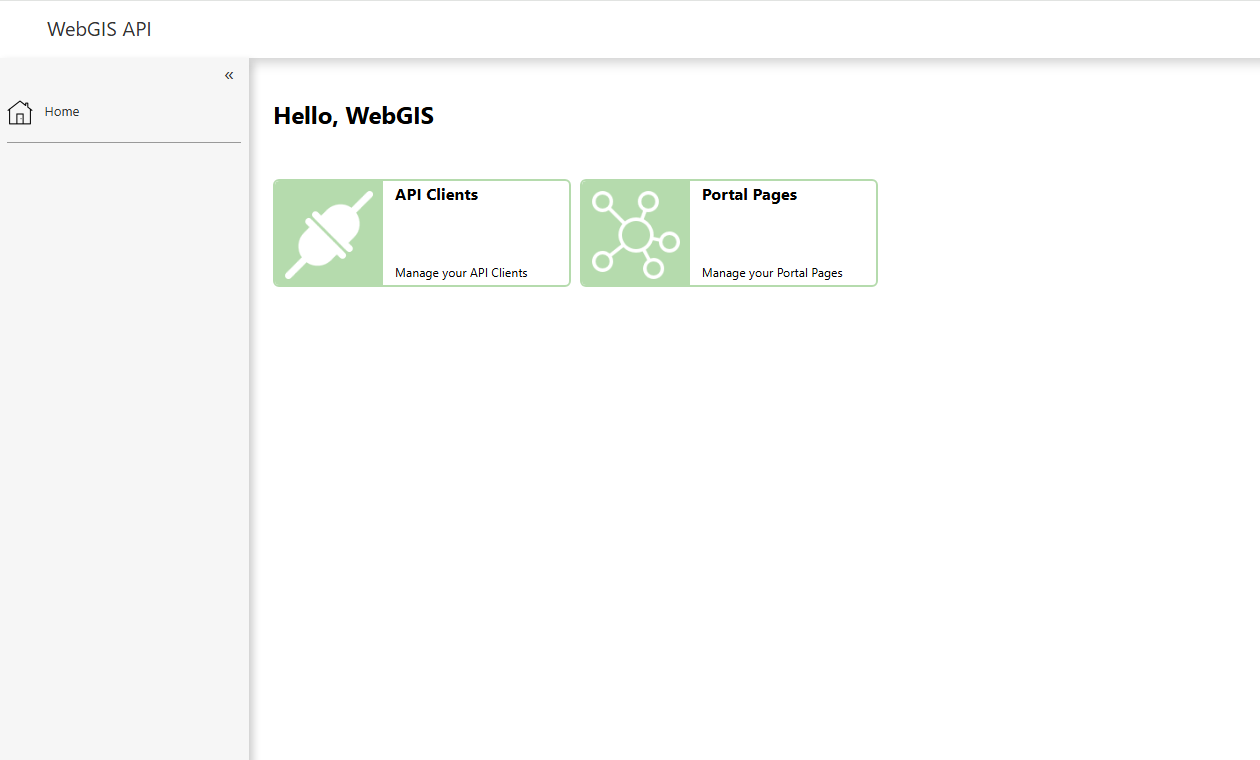 WebGIS API
«
Home
Hello, WebGIS
API Clients
Manage your API Clients
Portal Pages
Manage your Portal Pages